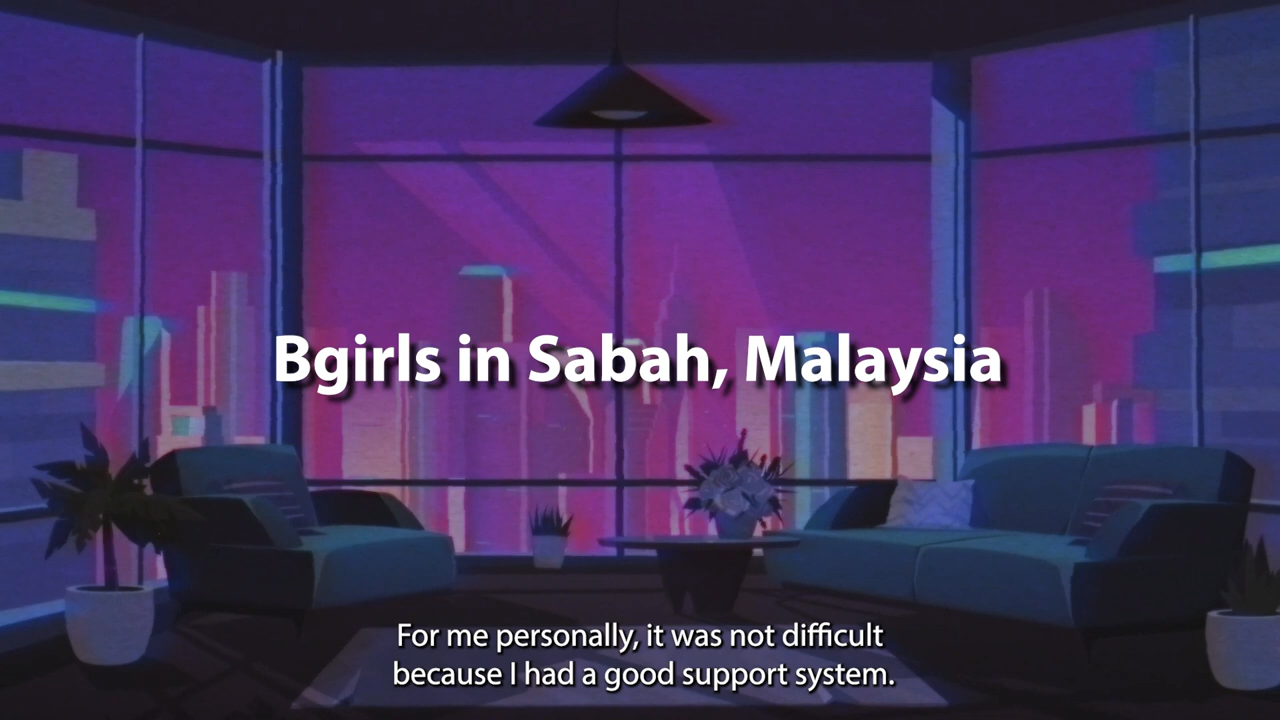 Bgirls in Sabah, Malaysia
For me personally, it was not difficult
because I had a good support system.